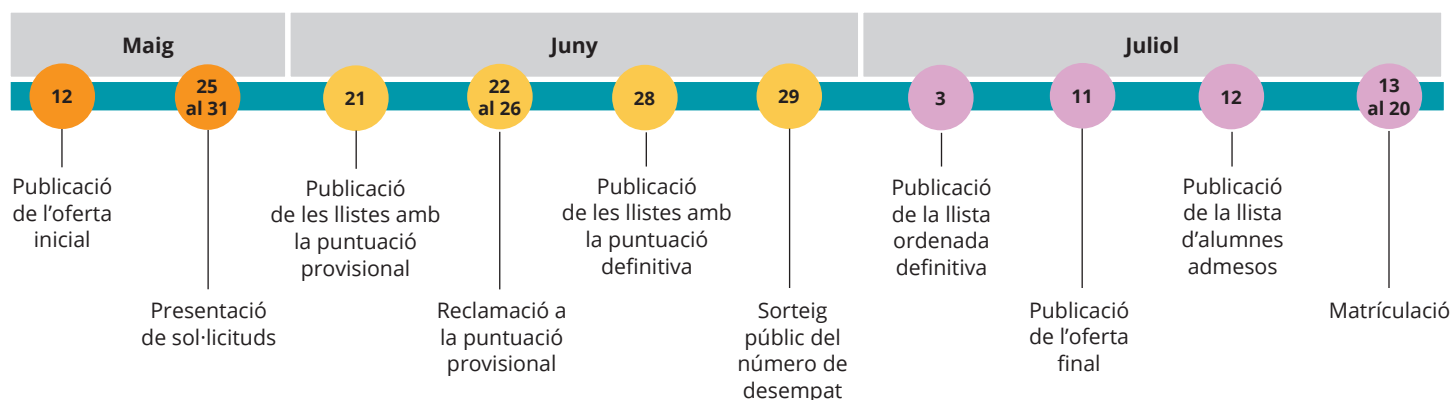 Maig
Juny
Juliol
12
25
al 31
21
22
al 26
28
29
3
11
12
13
al 20
Publicació
de l’oferta
inicial
Presentació
de sol·licituds
Publicació
de les llistes amb
la puntuació
provisional
Reclamació a
la puntuació
provisional
Publicació
de les llistes amb
la puntuació
definitiva
Sorteig
públic del
número de
desempat
Publicació
de la llista
ordenada
definitiva
Publicació
de l’oferta
final
Publicació
de la llista
d’alumnes
admesos
Matrículació